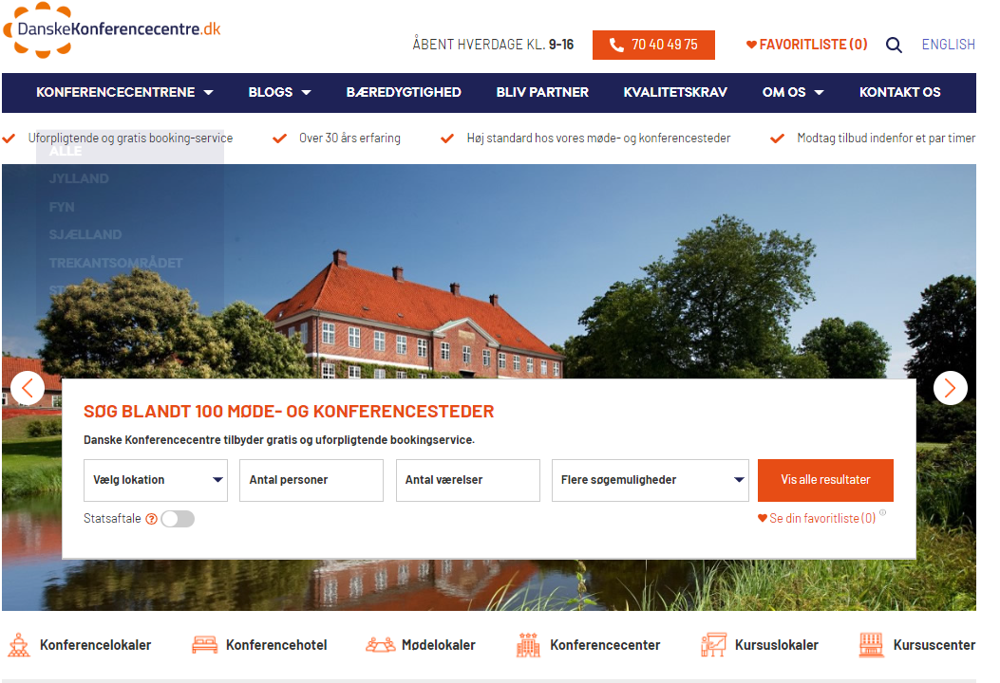 DanskeKonferencecentre.dk
ÅBENT HVERDAGE KL. 9-16
70 40 49 75
FAVORITLISTE (0)
ENGLISH
KONFERENCECENTRENE
BLOGS
BÆREDYGTIGHED
BLIV PARTNER
KVALITETSKRAV
OM OS
KONTAKT OS
Uforpligtende og gratis booking-service
Over 30 års erfaring
Høj standard hos vores møde- og konferencesteder
Modtag tilbud indenfor et par timer
ALLE
JYLLAND
FYN
SJÆLLAND
TREKANTSOMRÅDET
SØG BLANDT 100 MØDE- OG KONFERENCESTEDER
Danske Konferencecentre tilbyder gratis og uforpligtende bookingservice.
Vælg lokation
Antal personer
Antal værelser
Flere søgemuligheder
Vis alle resultater
Statsaftale
Se din favoritliste (0)
Konferencelokaler
Konferencehotel
Mødelokaler
Konferencecenter
Kursuslokaler
Kursuscenter